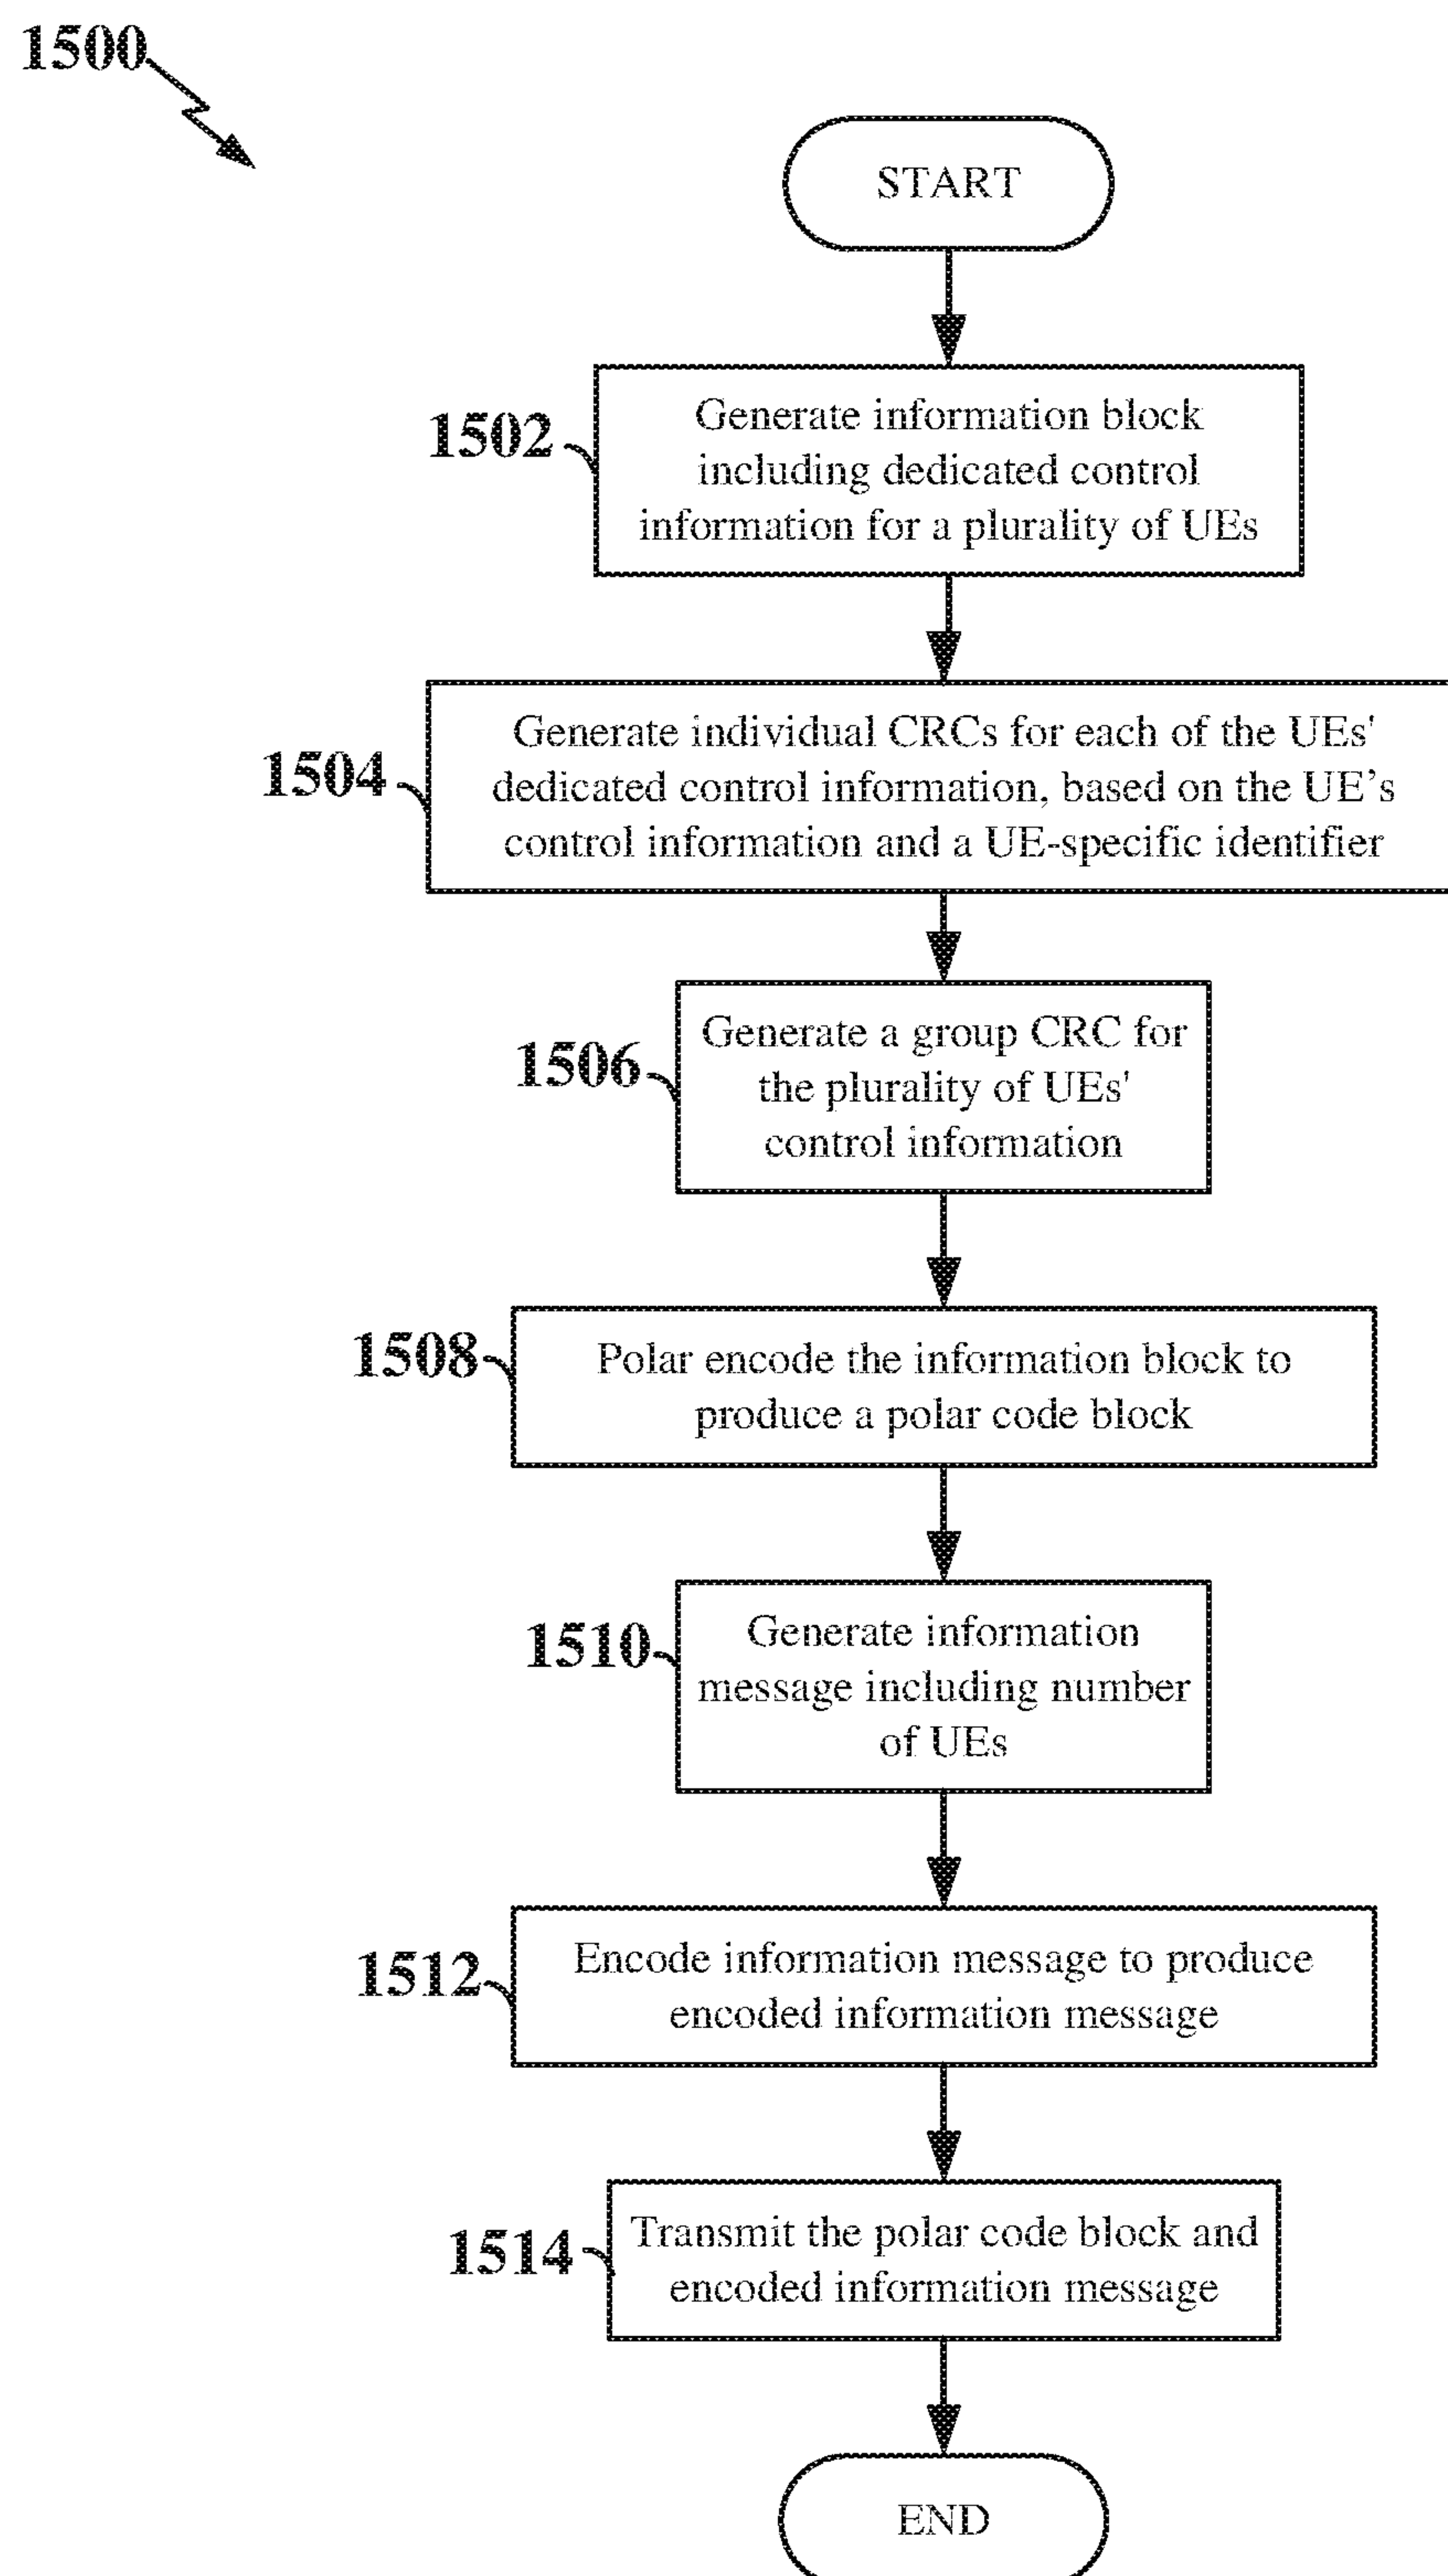 1500
START
1502
Generate information block
including dedicated control
information for a plurality of UEs
1504
Generate individual CRCs for each of the UEs'
dedicated control information, based on the UE’s
control information and a UE-specific identifier
1506
Generate a group CRC for
the plurality of UEs'
control information
1508
Polar encode the information block to
produce a polar code block
1510
Generate information
message including number
of UEs
1512
Encode information message to produce
encoded information message
1514
Transmit the polar code block and
encoded information message
END